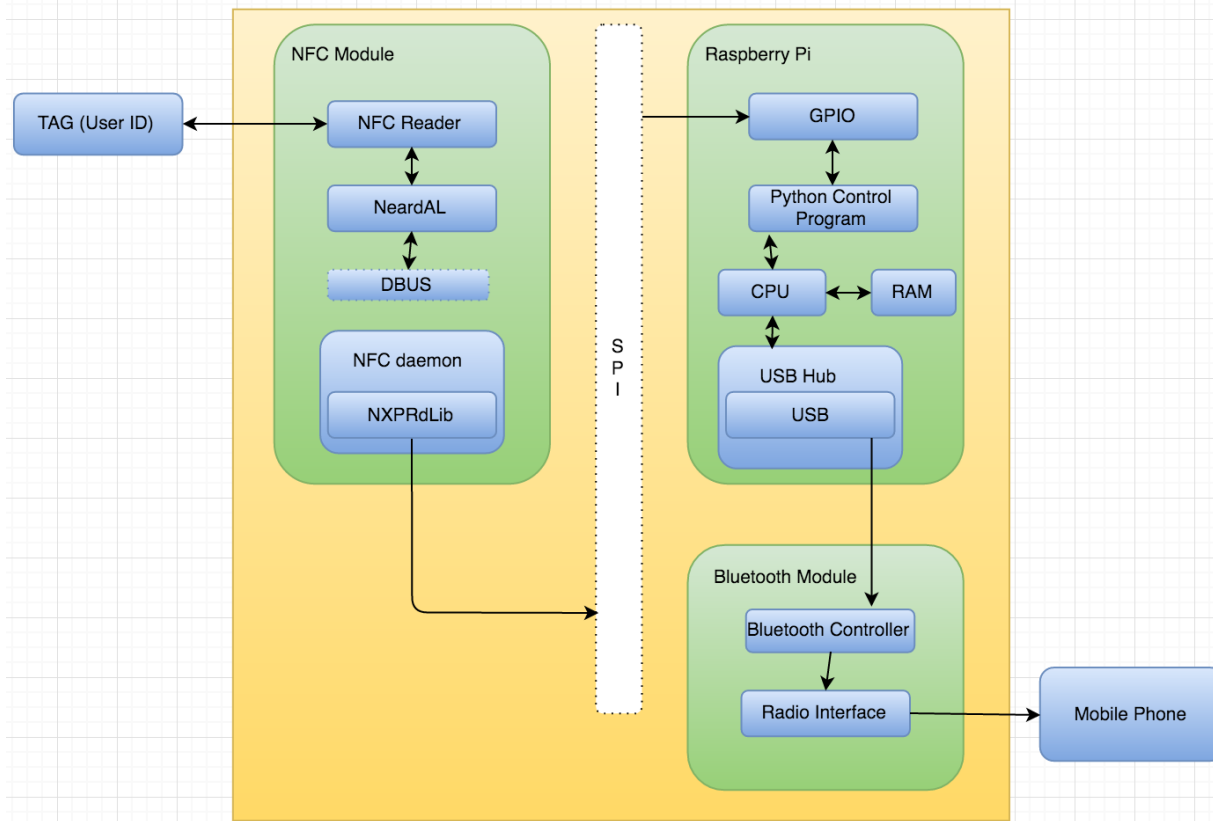 NFC Module
TAG (User ID)
NFC Reader
NeardAL
DBUS
NFC daemon
NXPRdLib
S
P
I
Raspberry Pi
GPIO
Python Control
Program
CPU
RAM
USB Hub
USB
Bluetooth Module
Bluetooth Controller
Radio Interface
Mobile Phone